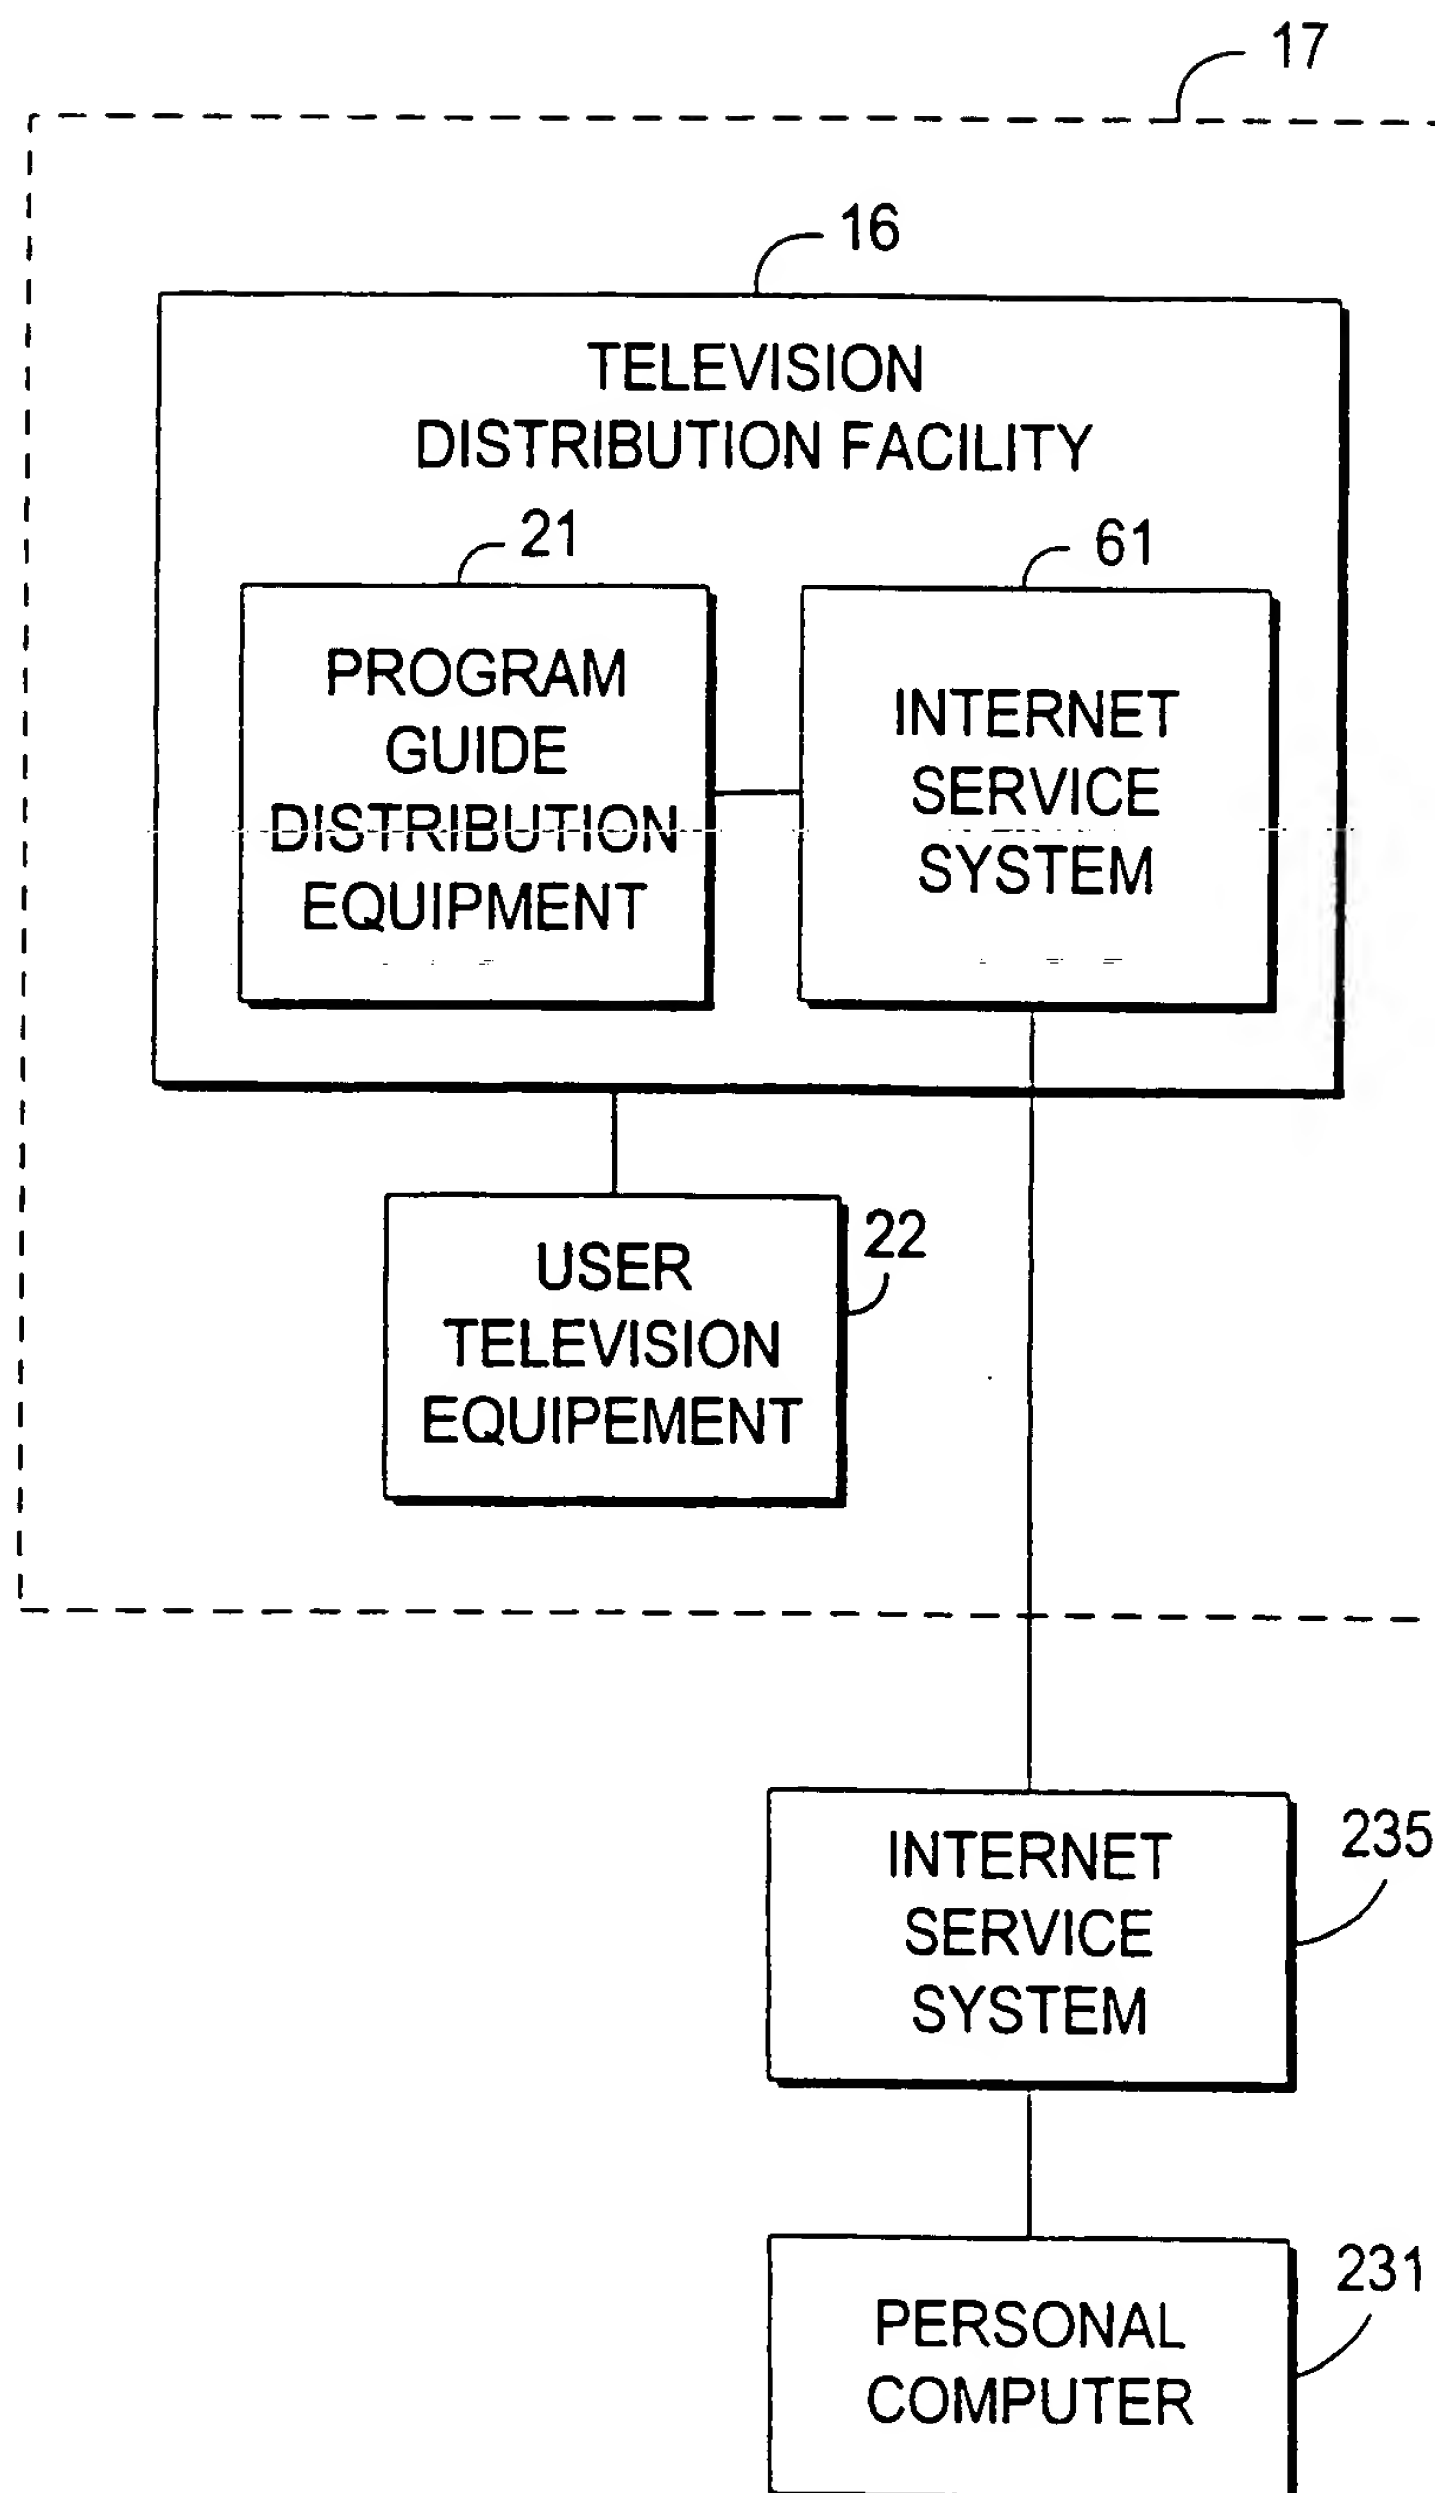 17
16
TELEVISION
DISTRIBUTION FACILITY
21
61
PROGRAM
GUIDE
DISTRIBUTION
EQUIPMENT
INTERNET
SERVICE
SYSTEM
22
USER
TELEVISION
EQUIPEMENT
235
INTERNET
SERVICE
SYSTEM
231
PERSONAL
COMPUTER